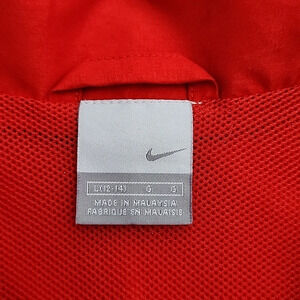 L(12-14) G G
MADE IN MALAYSIA
FABRIQUE EN MALAISIE